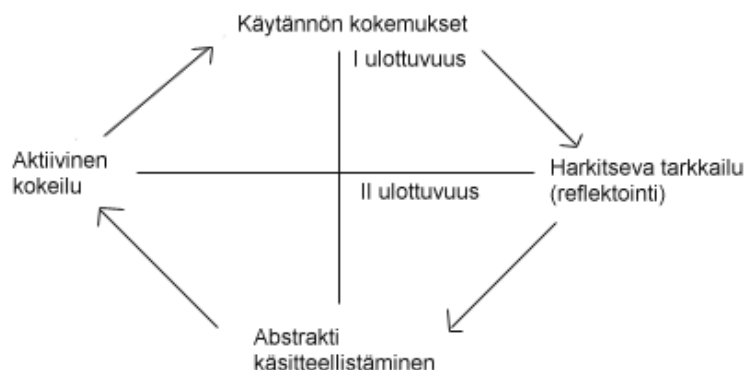 Käytännön kokemukset
I ulottuvuus
Aktiivinen
kokeilu
Harkitseva tarkkailu
(reflektointi)
II ulottuvuus
Abstrakti
käsitteellistäminen